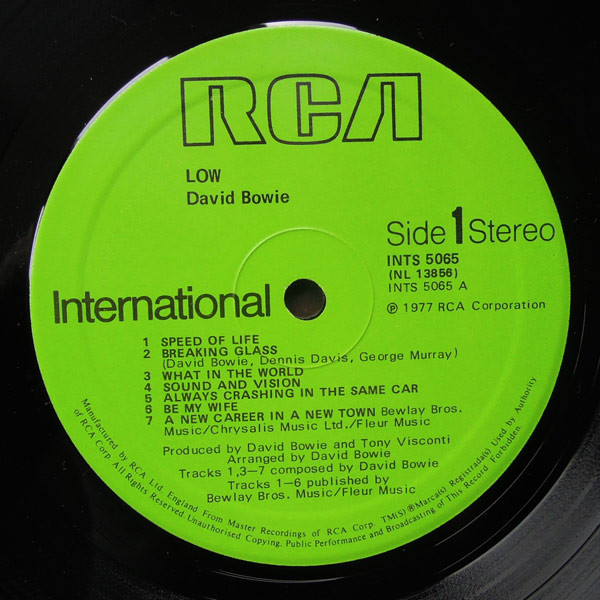 RCA
LOW
David Bowie
Side 1 Stereo
INTS 5065
(NL 13856)
INTS 5065 A
International
℗ 1977 RCA Corporation
1 SPEED OF LIFE
2 BREAKING GLASS
(David Bowie, Dennis Davis, George Murray)
3 WHAT IN THE WORLD
4 SOUND AND VISION
5 ALWAYS CRASHING IN THE SAME CAR
6 BE MY WIFE
7 A NEW CAREER IN A NEW TOWN Bewlay Bros.
Music/Chrysalis Music Ltd./Fleur Music
Produced by David Bowie and Tony Visconti
Arranged by David Bowie
Tracks 1,3-7 composed by David Bowie
Tracks 1-6 published by
Bewlay Bros. Music/Fleur Music
Manufactured by RCA Ltd. England From Master Recordings of RCA Corp. TM(S)®Marca(s) Registrada(s) Used by Authority
of RCA Corp. All Rights Reserved. Unauthorised Copying, Public Performance and Broadcasting of This Record Forbidden.